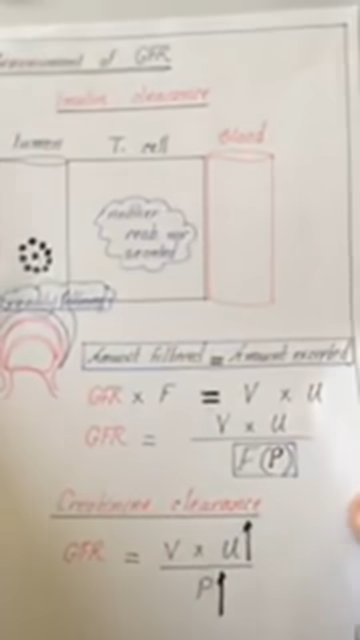 of GFR
Inulin clearance
lumen T. cell Blood
neither
reab. nor
secreted
filtered
Amount filtered = Amount excreted
GFR x F = V x U
GFR = V x U
F(P)
Creatinine clearance
GFR = V x U
P